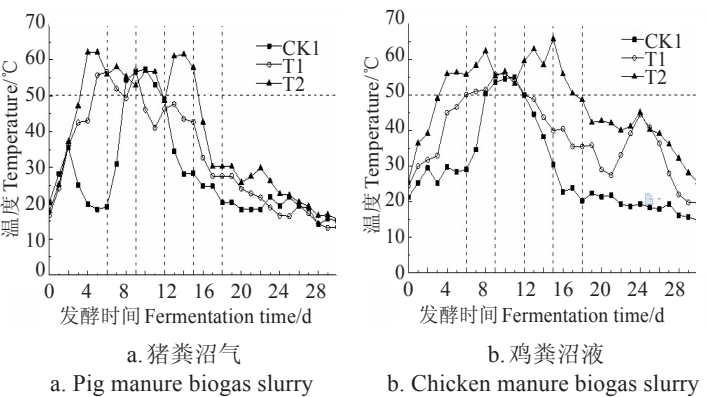 70
60
50
40
30
20
10
0
温度 Temperature/℃
CK1
T1
T2
0 4 8 12 16 20 24 28
发酵时间 Fermentation time/d
a. 猪粪沼气
a. Pig manure biogas slurry
70
60
50
40
30
20
10
0
温度 Temperature/℃
CK1
T1
T2
0 4 8 12 16 20 24 28
发酵时间 Fermentation time/d
b. 鸡粪沼液
b. Chicken manure biogas slurry